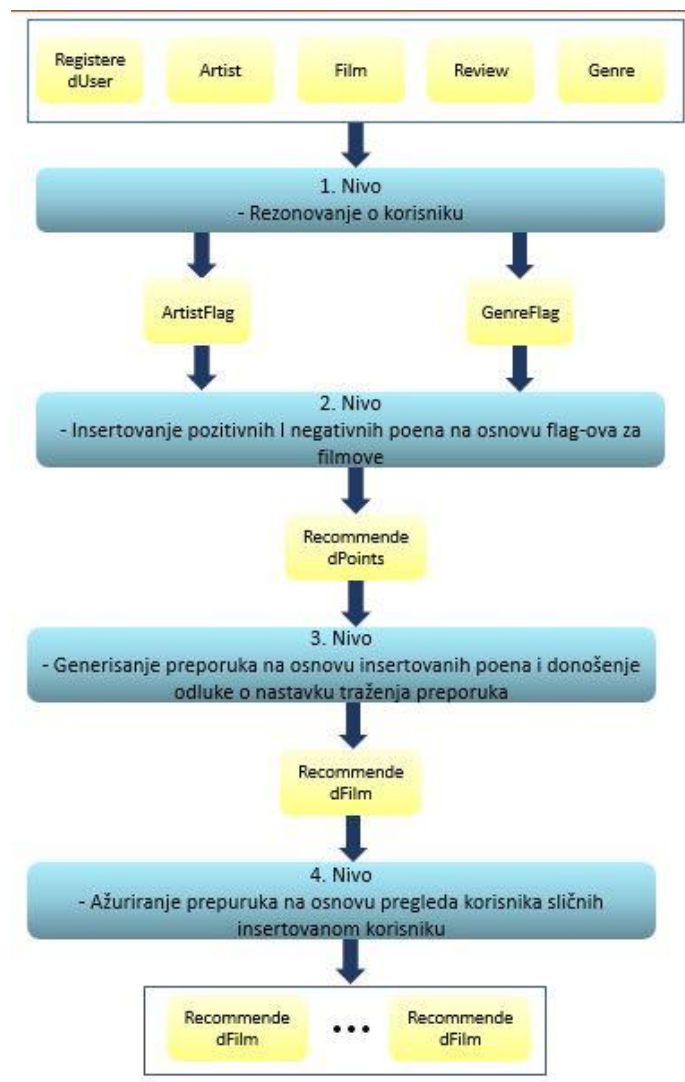 Registere
dUser
Artist
Film
Review
Genre
1. Nivo
- Rezonovanje o korisniku
ArtistFlag
GenreFlag
2. Nivo
- Insertovanje pozitivnih I negativnih poena na osnovu flag-ova za
filmove
Recommende
dPoints
3. Nivo
- Generisanje preporuka na osnovu insertovanih poena i donošenje
odluke o nastavku traženja preporuka
Recommende
dFilm
4. Nivo
- Ažuriranje prepuruka na osnovu pregleda korisnika sličnih
insertovanom korisniku
Recommende
dFilm
•••
Recommende
dFilm